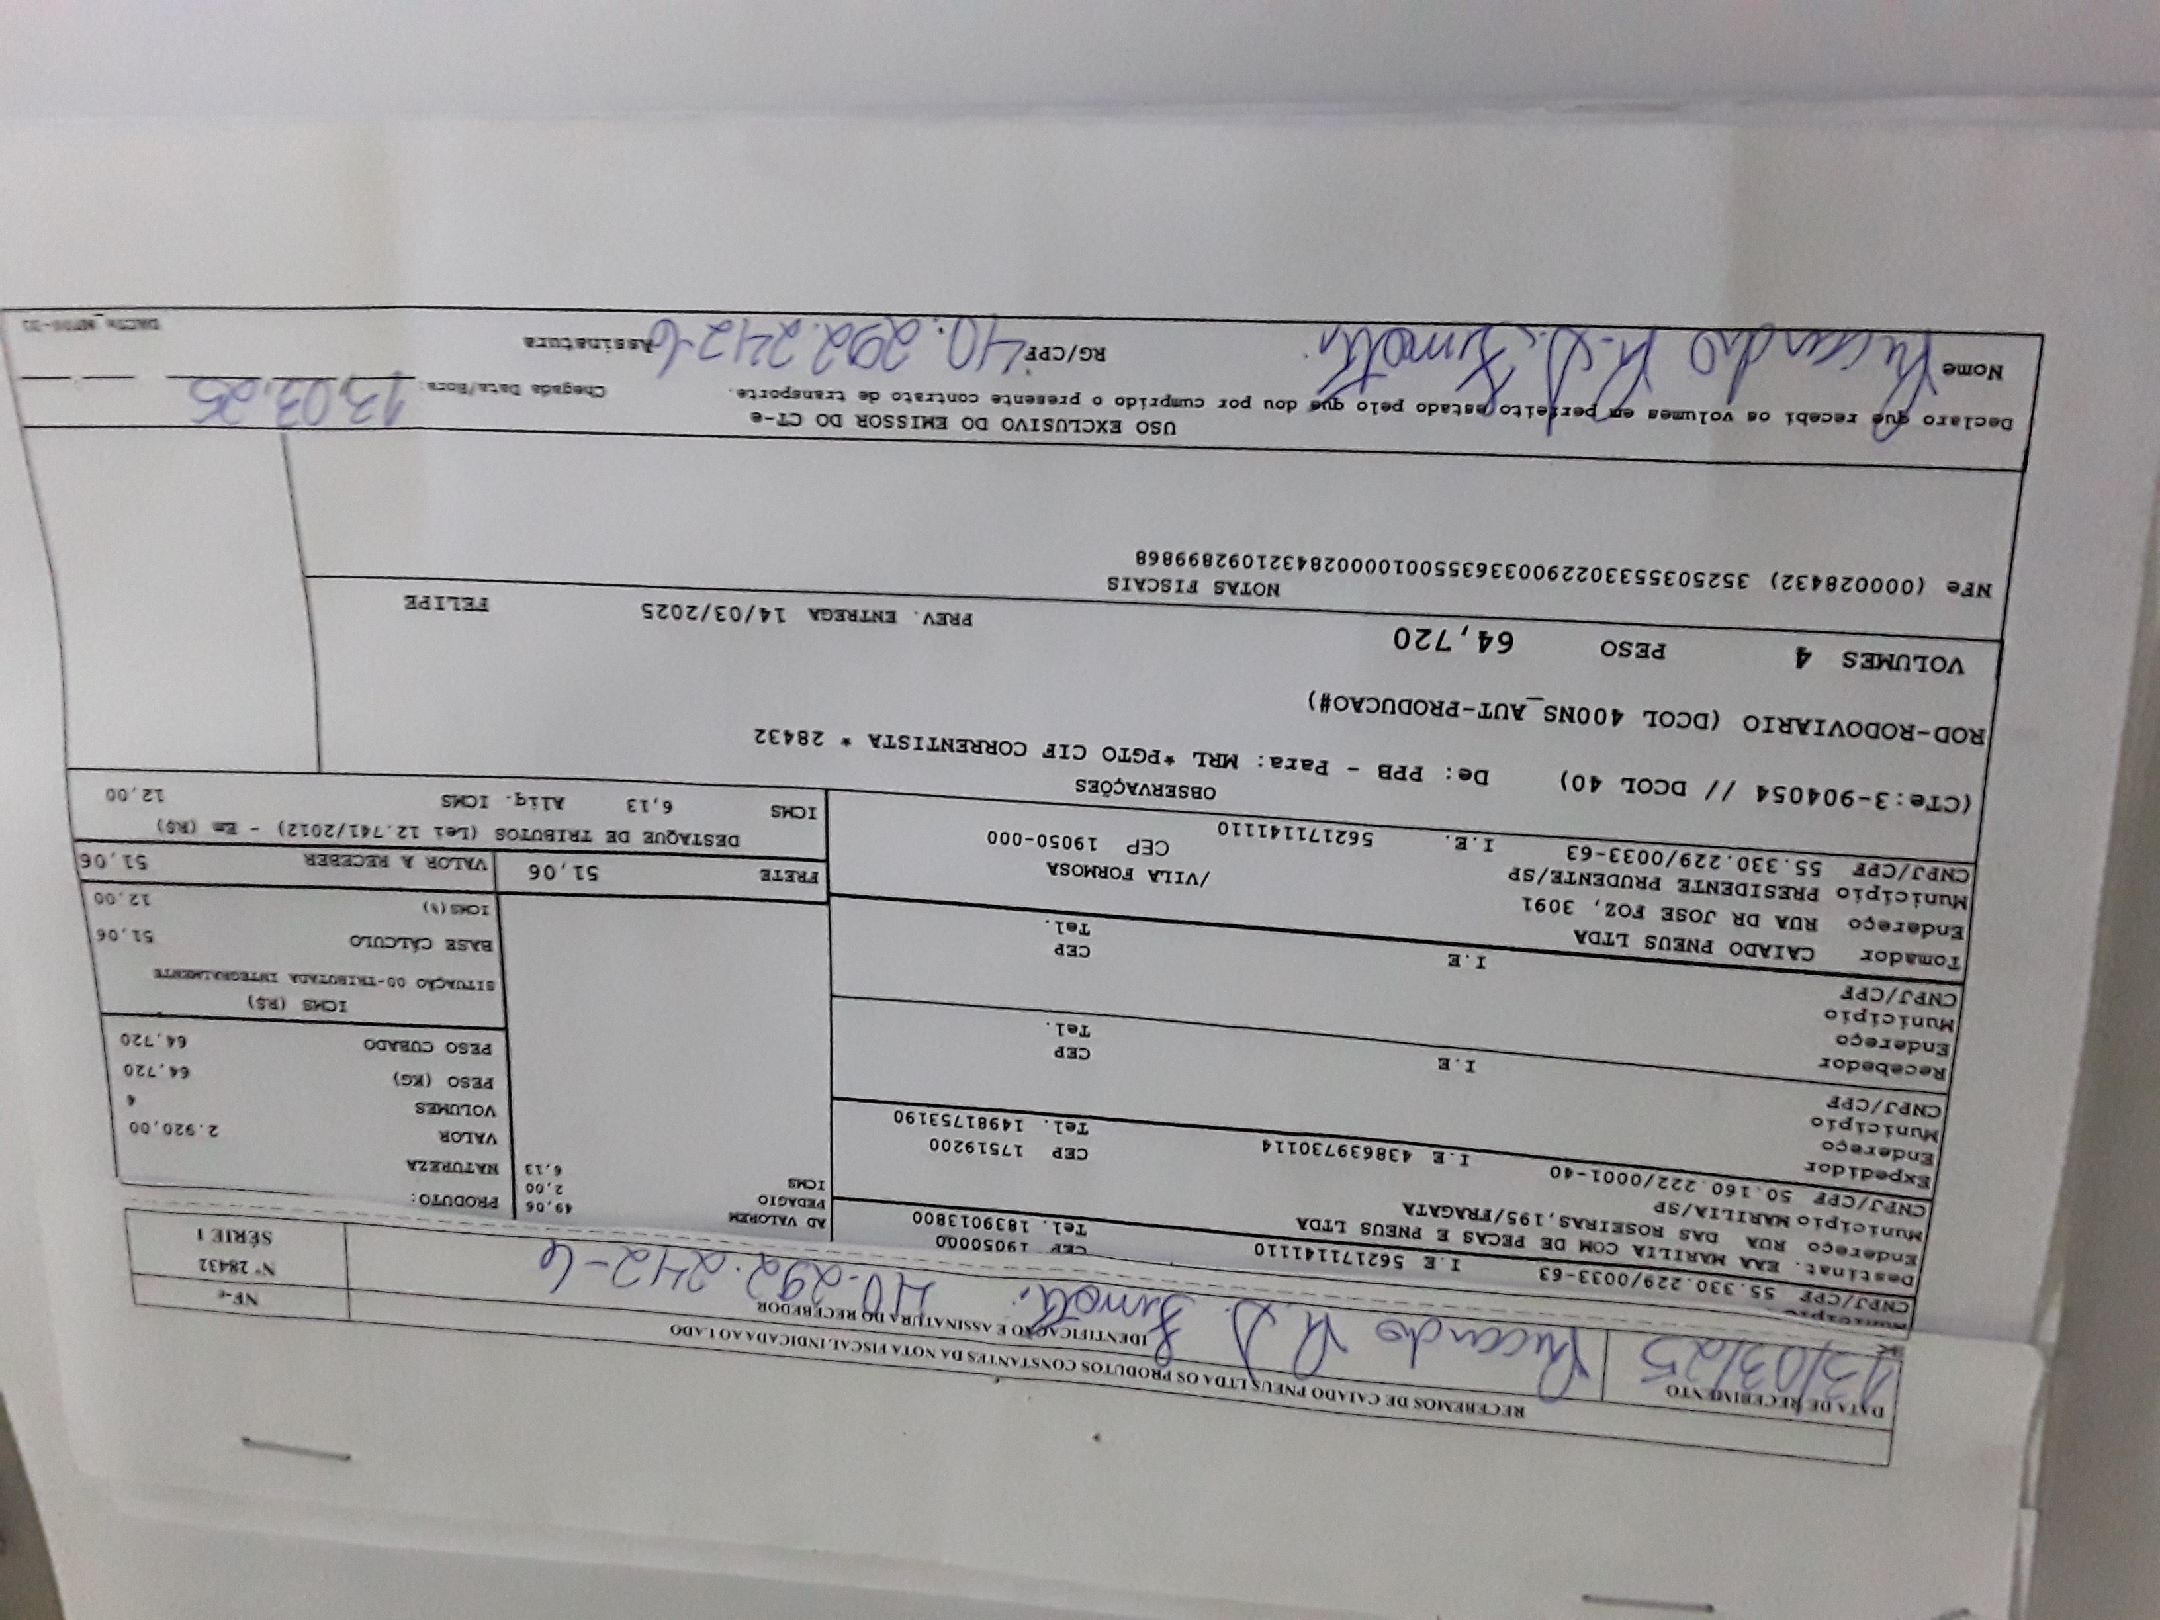 RECEBEMOS DE CAIADO PNEUS LTDA OS PRODUTOS CONSTANTES DA NOTA FISCAL INDICADA AO LADO
DATA DE RECEBIMENTO
13/03/25
IDENTIFICAÇÃO E ASSINATURA DO RECEBEDOR
40.292.242-6
NF-e
Nº 28432
SÉRIE 1
CNPJ/CPF 55.330.229/0033-63 I.E 562171141110
CEP 19050000
Tel. 1839013800
Destinat. EAA MARILIA COM DE PECAS E PNEUS LTDA
Endereço RUA DAS ROSEIRAS,195/FRAGATA
Município MARILIA/SP CEP 17519200
CNPJ/CPF 50.160.222/0001-40 I.E 438639730114 Tel. 14981753190
Expedidor
Endereço
Município CEP
CNPJ/CPF I.E Tel.
Recebedor
Endereço
Município CEP
CNPJ/CPF I.E Tel.
Tomador CAIADO PNEUS LTDA
Endereço RUA DR JOSE FOZ, 3091 /VILA FORMOSA
Município PRESIDENTE PRUDENTE/SP CEP 19050-000
CNPJ/CPF 55.330.229/0033-63 I.E. 562171141110
AD VALOREM 49,06
PEDAGIO 2,00
ICMS 6,13
PRODUTO:
NATUREZA
VALOR 2.920,00
VOLUMES 4
PESO (KG) 64,720
PESO CUBADO 64,720
ICMS (R$)
SITUAÇÃO 00-TRIBUTADA INTEGRALMENTE
BASE CÁLCULO 51,06
ICMS(%) 12,00
FRETE 51,06 VALOR A RECEBER 51,06
DESTAQUE DE TRIBUTOS (Lei 12.741/2012) - Em (R$)
ICMS 6,13 Aliq. ICMS 12,00
OBSERVAÇÕES
(CTe:3-904054 // DCOL 40) De: PPB - Para: MRL *PGTO CIF CORRENTISTA * 28432
ROD-RODOVIARIO (DCOL 400NS_AUT-PRODUCAO#)
VOLUMES 4 PESO 64,720 PREV. ENTREGA 14/03/2025 FELIPE
NOTAS FISCAIS
NFe (000028432) 35250355330229003363550010000284321092899868
USO EXCLUSIVO DO EMISSOR DO CT-e
Declaro que recebi os volumes em perfeito estado pelo que dou por cumprido o presente contrato de transporte.
Chegada Data/Hora: 13,03,25
Nome
RG/CPF 40.292.242-6 Assinatura